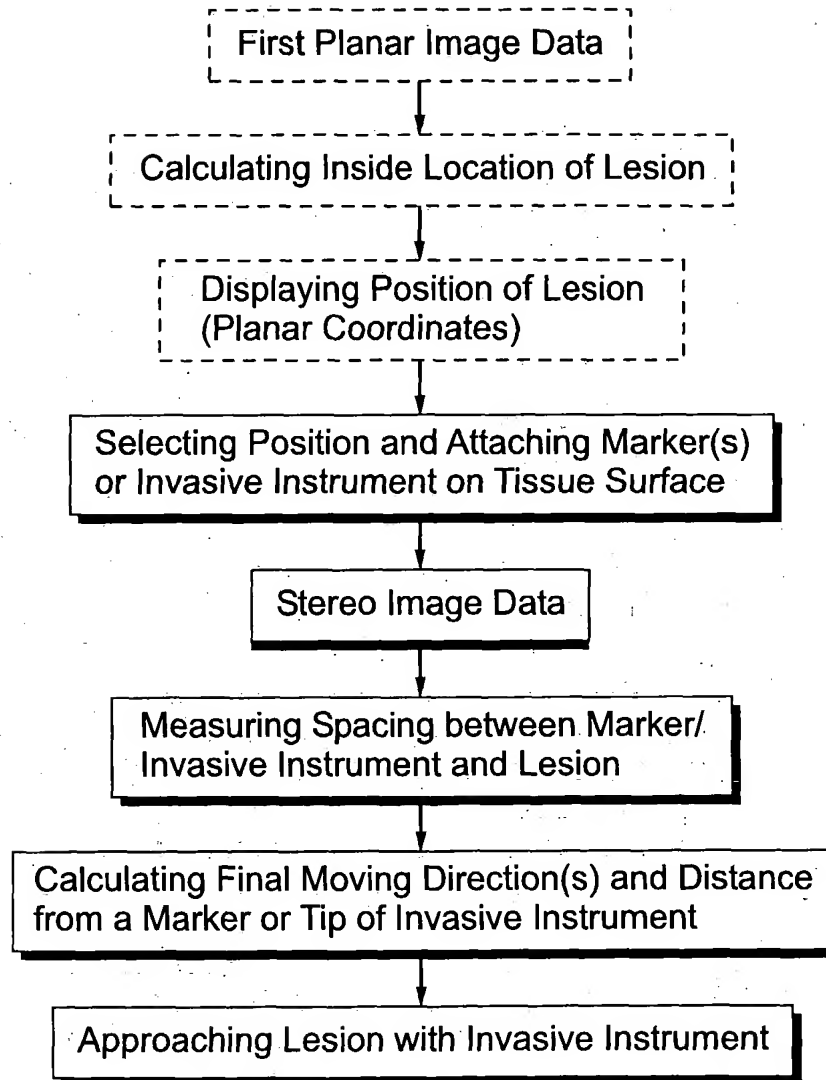 First Planar Image Data
Calculating Inside Location of Lesion
Displaying Position of Lesion
(Planar Coordinates)
Selecting Position and Attaching Marker(s)
or Invasive Instrument on Tissue Surface
Stereo Image Data
Measuring Spacing between Marker/
Invasive Instrument and Lesion
Calculating Final Moving Direction(s) and Distance
from a Marker or Tip of Invasive Instrument
Approaching Lesion with Invasive Instrument